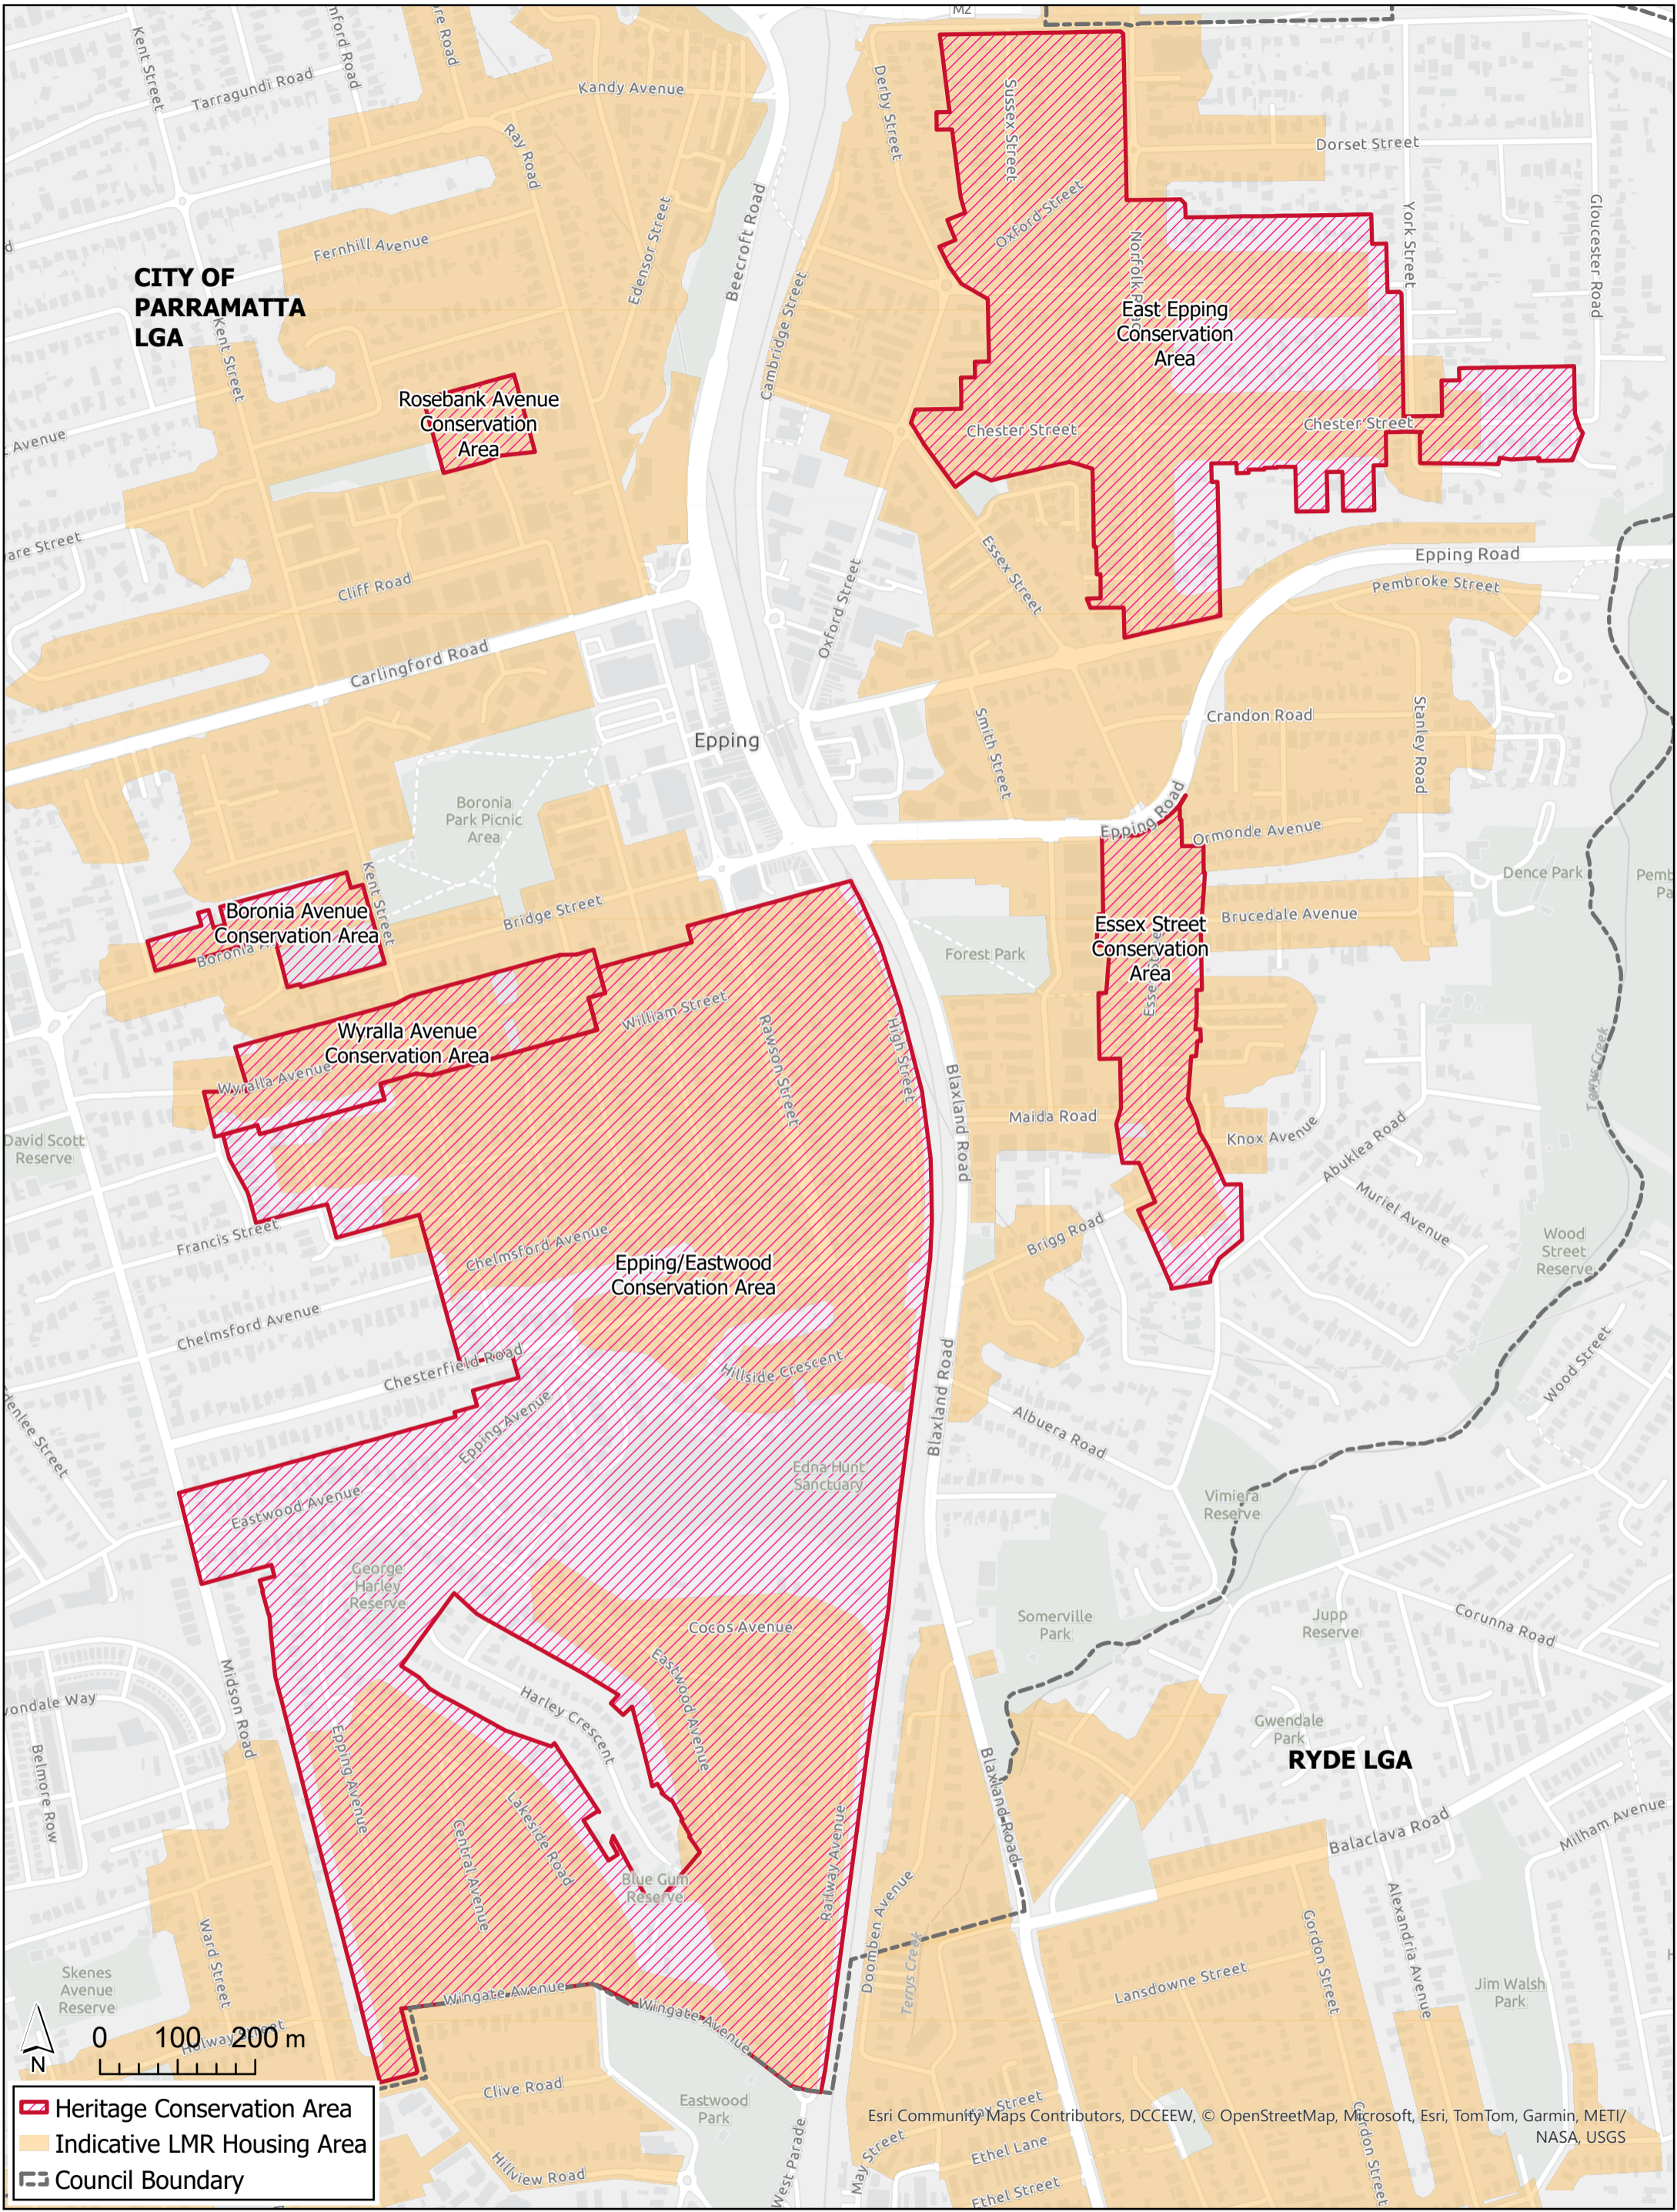 M2
Kent Street
Tarragundi Road
Kandy Avenue
Ray Road
Derby Street
Sussex Street
Dorset Street
Oxford Street
York Street
Gloucester Road
Fernhill Avenue
Edensor Street
Beecroft Road
Cambridge Street
CITY OF
PARRAMATTA
LGA
Kent Street
East Epping
Conservation
Area
Rosebank Avenue
Conservation
Area
Avenue
Chester Street
Chester Street
Cliff Road
Essex Street
Oxford Street
Epping Road
Pembroke Street
Carlingford Road
Epping
Smith Street
Crandon Road
Stanley Road
Boronia
Park Picnic
Area
Epping Road
Ormonde Avenue
Dence Park
Kent Street
Boronia Avenue
Conservation Area
Bridge Street
Brucedale Avenue
Essex Street
Conservation
Area
Forest Park
William Street
Rawson Street
High Street
Wyralla Avenue
Conservation Area
Wyralla Avenue
Blaxland Road
Maida Road
Knox Avenue
Abuklea Road
Terrys Creek
Muriel Avenue
David Scott
Reserve
Francis Street
Chelmsford Avenue
Brigg Road
Wood
Street
Reserve
Epping/Eastwood
Conservation Area
Chelmsford Avenue
Chesterfield Road
Hillside Crescent
Blaxland Road
Wood Street
Epping Avenue
Albuera Road
Edna Hunt
Sanctuary
Eastwood Avenue
Vimiera
Reserve
George
Harley
Reserve
Somerville
Park
Jupp
Reserve
Corunna Road
Cocos Avenue
Eastwood Avenue
Midson Road
Harley Crescent
Gwendale
Park
RYDE LGA
Belmore Row
Epping Avenue
Central Avenue
Lakeside Road
Blue Gum
Reserve
Railway Avenue
Blaxland Road
Balaclava Road
Milham Avenue
Doomben Avenue
Terrys Creek
Alexandria Avenue
Gordon Street
Lansdowne Street
Jim Walsh
Park
Ward Street
Skenes
Avenue
Reserve
Wingate Avenue
Wingate Avenue
0 100 200 m
N
Clive Road
Eastwood
Park
Hillview Road
West Parade
May Street
Ethel Lane
Ethel Street
Gordon Street
Heritage Conservation Area
Indicative LMR Housing Area
Council Boundary
Esri Community Maps Contributors, DCCEEW, © OpenStreetMap, Microsoft, Esri, TomTom, Garmin, METI/
NASA, USGS